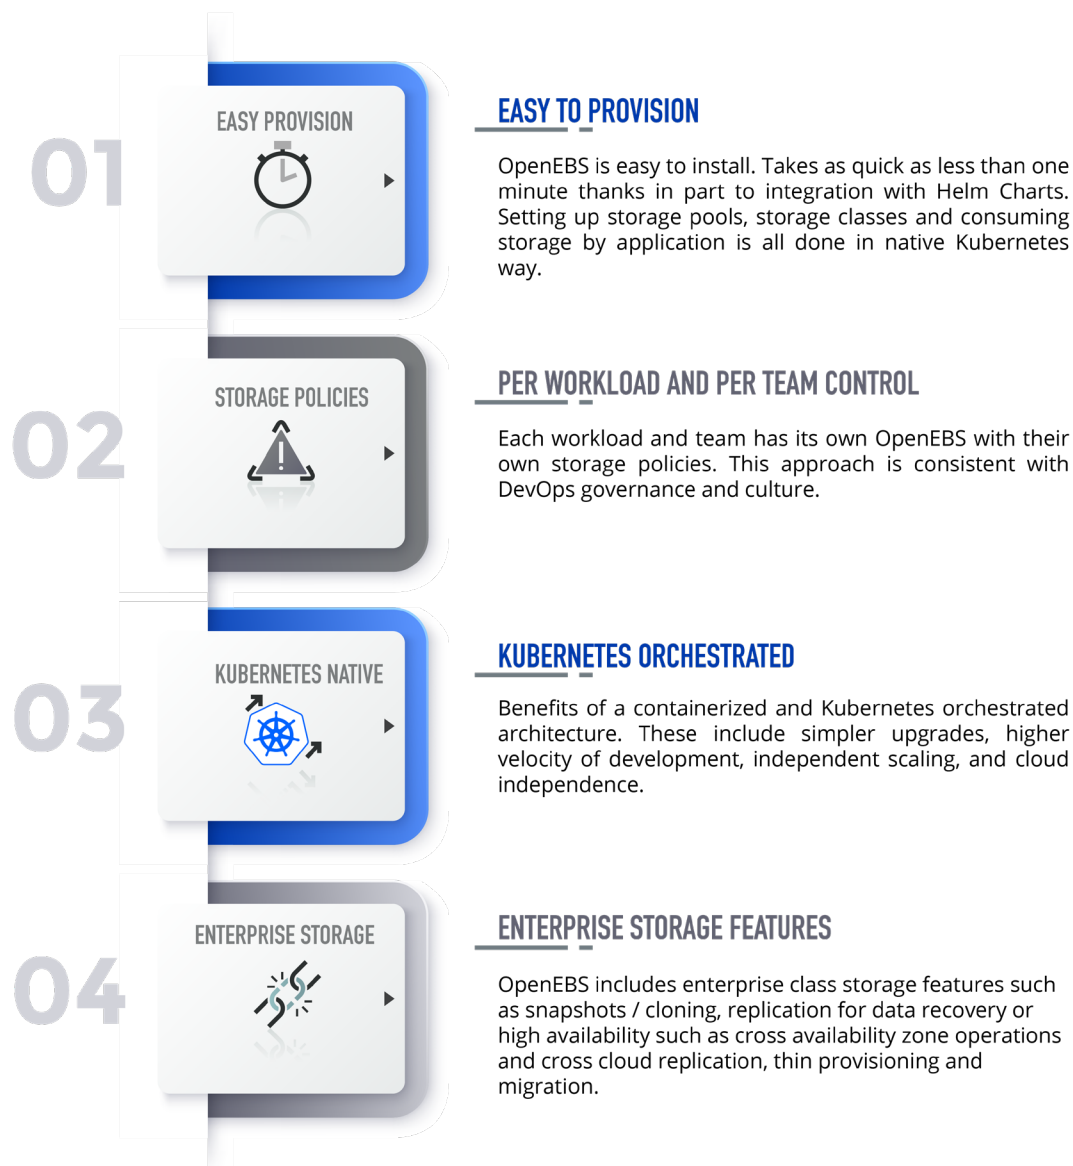 01
EASY PROVISION
EASY TO PROVISION
OpenEBS is easy to install. Takes as quick as less than one
minute thanks in part to integration with Helm Charts.
Setting up storage pools, storage classes and consuming
storage by application is all done in native Kubernetes
way.
02
STORAGE POLICIES
PER WORKLOAD AND PER TEAM CONTROL
Each workload and team has its own OpenEBS with their
own storage policies. This approach is consistent with
DevOps governance and culture.
03
KUBERNETES NATIVE
KUBERNETES ORCHESTRATED
Benefits of a containerized and Kubernetes orchestrated
architecture. These include simpler upgrades, higher
velocity of development, independent scaling, and cloud
independence.
04
ENTERPRISE STORAGE
ENTERPRISE STORAGE FEATURES
OpenEBS includes enterprise class storage features such
as snapshots / cloning, replication for data recovery or
high availability such as cross availability zone operations
and cross cloud replication, thin provisioning and
migration.